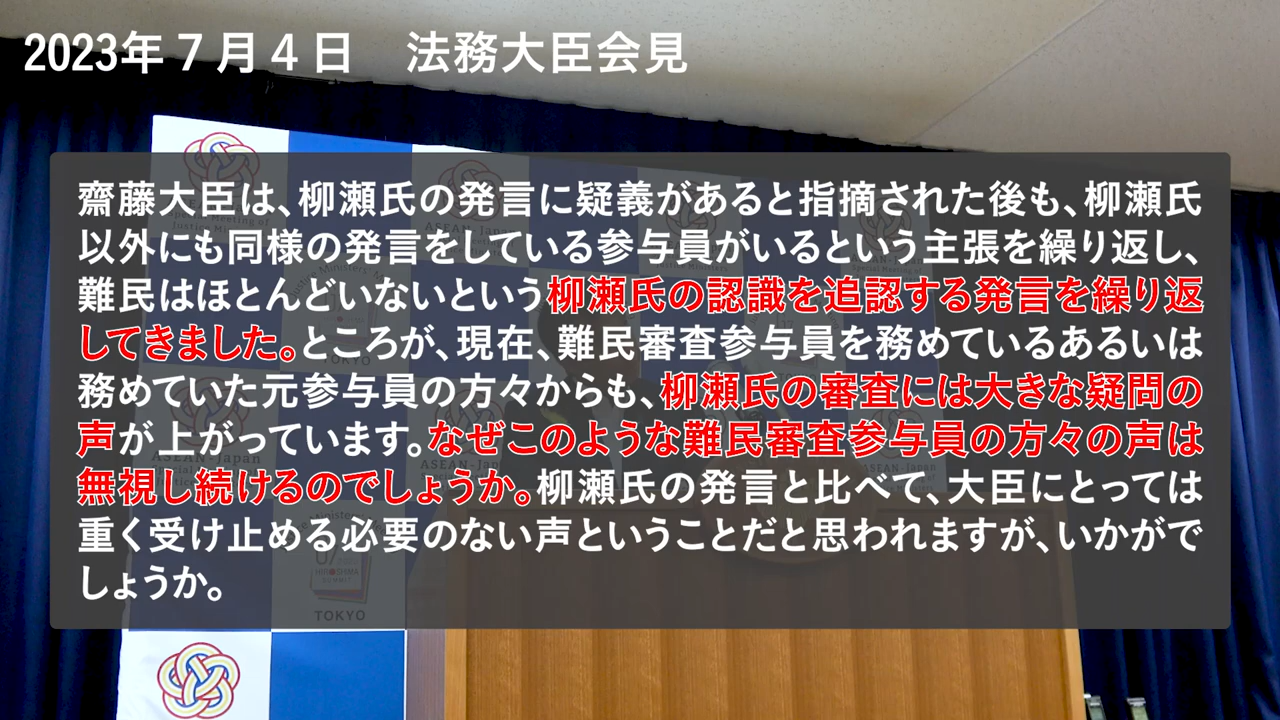 2023年７月４日　法務大臣会見
齋藤大臣は、柳瀬氏の発言に疑義があると指摘された後も、柳瀬氏
以外にも同様の発言をしている参与員がいるという主張を繰り返し、
難民はほとんどいないという柳瀬氏の認識を追認する発言を繰り返
してきました。ところが、現在、難民審査参与員を務めているあるいは
務めていた元参与員の方々からも、柳瀬氏の審査には大きな疑問の
声が上がっています。なぜこのような難民審査参与員の方々の声は
無視し続けるのでしょうか。柳瀬氏の発言と比べて、大臣にとっては
重く受け止める必要のない声ということだと思われますが、いかがで
しょうか。
TOKYO